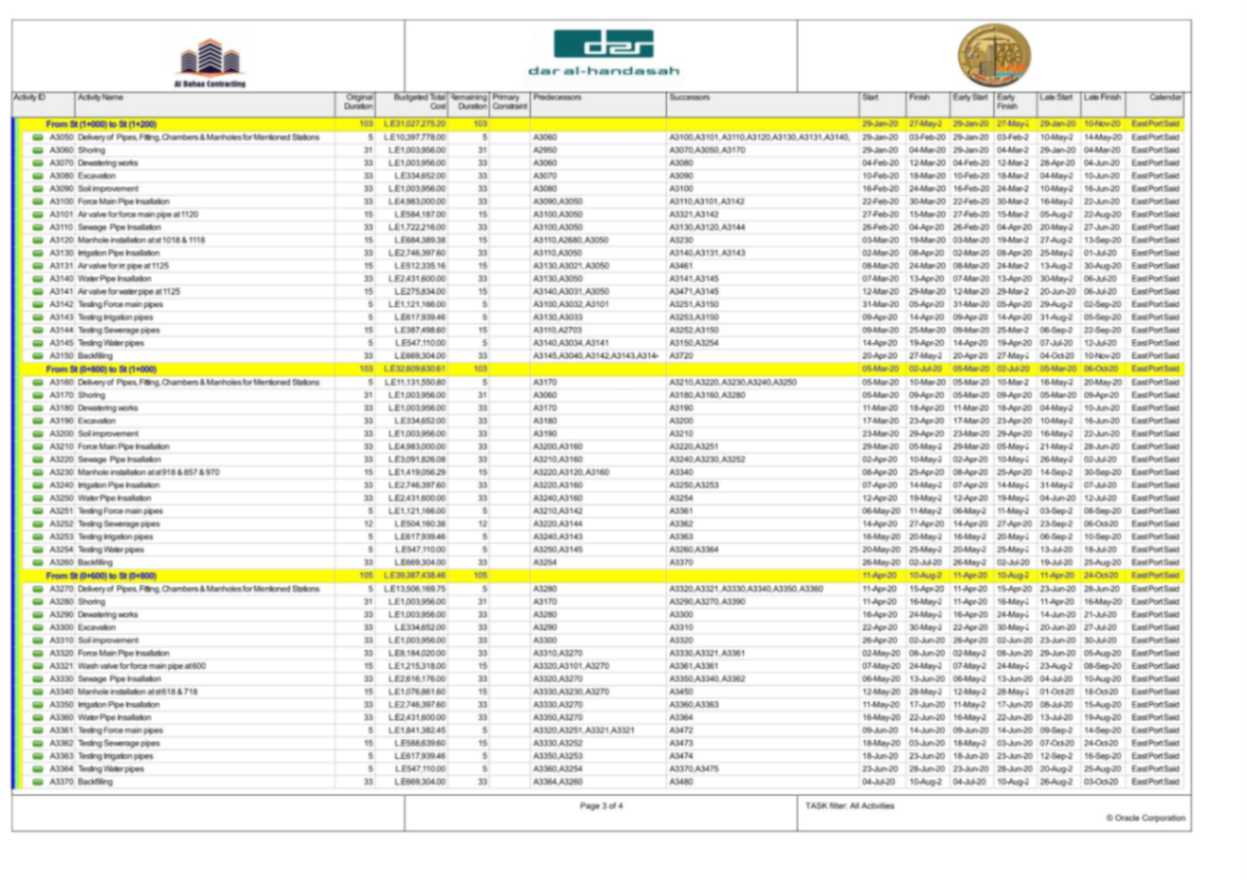 Al Bahaa Contracting
dar
dar al-handasah
Activity ID Activity Name Original Duration Budgeted Total Cost Remaining Duration Primary Constraint Predecessors Successors Start Finish Early Start Early Finish Late Start Late Finish Calendar
From St (1+000) to St (1+200) 103 L.E31,027,275.20 103 29-Jan-20 27-May-2 29-Jan-20 27-May-2 29-Jan-20 10-Nov-20 East Port Said
A3050 Delivery of Pipes, Fitting, Chambers & Manholes for Mentioned Stations 5 L.E10,397,778.00 5 A3060 A3100,A3101,A3110,A3120,A3130,A3131,A3140, 29-Jan-20 03-Feb-20 29-Jan-20 03-Feb-2 10-May-2 14-May-20 East Port Said
A3060 Shoring 31 L.E1,003,956.00 31 A2950 A3070,A3050,A3170 29-Jan-20 04-Mar-20 29-Jan-20 04-Mar-2 29-Jan-20 04-Mar-20 East Port Said
A3070 Dewatering works 33 L.E1,003,956.00 33 A3060 A3080 04-Feb-20 12-Mar-20 04-Feb-20 12-Mar-2 28-Apr-20 04-Jun-20 East Port Said
A3080 Excavation 33 L.E334,652.00 33 A3070 A3090 10-Feb-20 18-Mar-20 10-Feb-20 18-Mar-2 04-May-2 10-Jun-20 East Port Said
A3090 Soil improvement 33 L.E1,003,956.00 33 A3080 A3100 16-Feb-20 24-Mar-20 16-Feb-20 24-Mar-2 10-May-2 16-Jun-20 East Port Said
A3100 Force Main Pipe Insallation 33 L.E4,983,000.00 33 A3090,A3050 A3110,A3101,A3142 22-Feb-20 30-Mar-20 22-Feb-20 30-Mar-2 16-May-2 22-Jun-20 East Port Said
A3101 Air valve for force main pipe at 1120 15 L.E584,187.00 15 A3100,A3050 A3321,A3142 27-Feb-20 15-Mar-20 27-Feb-20 15-Mar-2 05-Aug-2 22-Aug-20 East Port Said
A3110 Sewage Pipe Insallation 33 L.E1,722,216.00 33 A3100,A3050 A3130,A3120,A3144 26-Feb-20 04-Apr-20 26-Feb-20 04-Apr-20 20-May-2 27-Jun-20 East Port Said
A3120 Manhole installation at st 1018 & 1118 15 L.E684,389.38 15 A3110,A2680,A3050 A3230 03-Mar-20 19-Mar-20 03-Mar-20 19-Mar-2 27-Aug-2 13-Sep-20 East Port Said
A3130 Irrigation Pipe Insallation 33 L.E2,746,397.60 33 A3110,A3050 A3140,A3131,A3143 02-Mar-20 08-Apr-20 02-Mar-20 08-Apr-20 25-May-2 01-Jul-20 East Port Said
A3131 Air valve for irr pipe at 1125 15 L.E512,335.16 15 A3130,A3021,A3050 A3461 08-Mar-20 24-Mar-20 08-Mar-20 24-Mar-2 13-Aug-2 30-Aug-20 East Port Said
A3140 Water Pipe Insallation 33 L.E2,431,600.00 33 A3130,A3050 A3141,A3145 07-Mar-20 13-Apr-20 07-Mar-20 13-Apr-20 30-May-2 06-Jul-20 East Port Said
A3141 Air valve for water pipe at 1125 15 L.E275,834.00 15 A3140,A3031,A3050 A3471,A3145 12-Mar-20 29-Mar-20 12-Mar-20 29-Mar-2 20-Jun-20 06-Jul-20 East Port Said
A3142 Testing Force main pipes 5 L.E1,121,166.00 5 A3100,A3032,A3101 A3251,A3150 31-Mar-20 05-Apr-20 31-Mar-20 05-Apr-20 29-Aug-2 02-Sep-20 East Port Said
A3143 Testing Irrigation pipes 5 L.E617,939.46 5 A3130,A3033 A3253,A3150 09-Apr-20 14-Apr-20 09-Apr-20 14-Apr-20 31-Aug-2 05-Sep-20 East Port Said
A3144 Testing Sewerage pipes 15 L.E387,498.60 15 A3110,A2703 A3252,A3150 09-Mar-20 25-Mar-20 09-Mar-20 25-Mar-2 06-Sep-2 22-Sep-20 East Port Said
A3145 Testing Water pipes 5 L.E547,110.00 5 A3140,A3034,A3141 A3150,A3254 14-Apr-20 19-Apr-20 14-Apr-20 19-Apr-20 07-Jul-20 12-Jul-20 East Port Said
A3150 Backfilling 33 L.E669,304.00 33 A3145,A3040,A3142,A3143,A314 A3720 20-Apr-20 27-May-2 20-Apr-20 27-May-2 04-Oct-20 10-Nov-20 East Port Said
From St (0+800) to St (1+000) 103 L.E32,609,630.61 103 05-Mar-20 02-Jul-20 05-Mar-20 02-Jul-20 05-Mar-20 06-Oct-20 East Port Said
A3160 Delivery of Pipes, Fitting, Chambers & Manholes for Mentioned Stations 5 L.E11,131,550.80 5 A3170 A3210,A3220,A3230,A3240,A3250 05-Mar-20 10-Mar-20 05-Mar-20 10-Mar-2 16-May-2 20-May-20 East Port Said
A3170 Shoring 31 L.E1,003,956.00 31 A3060 A3180,A3160,A3280 05-Mar-20 09-Apr-20 05-Mar-20 09-Apr-20 05-Mar-20 09-Apr-20 East Port Said
A3180 Dewatering works 33 L.E1,003,956.00 33 A3170 A3190 11-Mar-20 18-Apr-20 11-Mar-20 18-Apr-20 04-May-2 10-Jun-20 East Port Said
A3190 Excavation 33 L.E334,652.00 33 A3180 A3200 17-Mar-20 23-Apr-20 17-Mar-20 23-Apr-20 10-May-2 16-Jun-20 East Port Said
A3200 Soil improvement 33 L.E1,003,956.00 33 A3190 A3210 23-Mar-20 29-Apr-20 23-Mar-20 29-Apr-20 16-May-2 22-Jun-20 East Port Said
A3210 Force Main Pipe Insallation 33 L.E4,983,000.00 33 A3200,A3160 A3220,A3251 29-Mar-20 05-May-2 29-Mar-20 05-May-2 21-May-2 28-Jun-20 East Port Said
A3220 Sewage Pipe Insallation 33 L.E3,091,826.08 33 A3210,A3160 A3240,A3230,A3252 02-Apr-20 10-May-2 02-Apr-20 10-May-2 26-May-2 02-Jul-20 East Port Said
A3230 Manhole installation at st 918 & 857 & 970 15 L.E1,419,056.29 15 A3220,A3120,A3160 A3340 08-Apr-20 25-Apr-20 08-Apr-20 25-Apr-20 14-Sep-2 30-Sep-20 East Port Said
A3240 Irrigation Pipe Insallation 33 L.E2,746,397.60 33 A3220,A3160 A3250,A3253 07-Apr-20 14-May-2 07-Apr-20 14-May-2 31-May-2 07-Jul-20 East Port Said
A3250 Water Pipe Insallation 33 L.E2,431,600.00 33 A3240,A3160 A3254 12-Apr-20 19-May-2 12-Apr-20 19-May-2 04-Jun-20 12-Jul-20 East Port Said
A3251 Testing Force main pipes 5 L.E1,121,166.00 5 A3210,A3142 A3361 06-May-20 11-May-2 06-May-2 11-May-2 03-Sep-2 08-Sep-20 East Port Said
A3252 Testing Sewerage pipes 12 L.E504,160.38 12 A3220,A3144 A3362 14-Apr-20 27-Apr-20 14-Apr-20 27-Apr-20 23-Sep-2 06-Oct-20 East Port Said
A3253 Testing Irrigation pipes 5 L.E617,939.46 5 A3240,A3143 A3363 16-May-20 20-May-2 16-May-2 20-May-2 06-Sep-2 10-Sep-20 East Port Said
A3254 Testing Water pipes 5 L.E547,110.00 5 A3250,A3145 A3260,A3364 20-May-20 25-May-2 20-May-2 25-May-2 13-Jul-20 18-Jul-20 East Port Said
A3260 Backfilling 33 L.E669,304.00 33 A3254 A3370 26-May-20 02-Jul-20 26-May-2 02-Jul-20 19-Jul-20 25-Aug-20 East Port Said
From St (0+600) to St (0+800) 105 L.E39,387,438.46 105 11-Apr-20 10-Aug-2 11-Apr-20 10-Aug-2 11-Apr-20 24-Oct-20 East Port Said
A3270 Delivery of Pipes, Fitting, Chambers & Manholes for Mentioned Stations 5 L.E13,506,169.75 5 A3280 A3320,A3321,A3330,A3340,A3350,A3360 11-Apr-20 15-Apr-20 11-Apr-20 15-Apr-20 23-Jun-20 28-Jun-20 East Port Said
A3280 Shoring 31 L.E1,003,956.00 31 A3170 A3290,A3270,A3390 11-Apr-20 16-May-2 11-Apr-20 16-May-2 11-Apr-20 16-May-20 East Port Said
A3290 Dewatering works 33 L.E1,003,956.00 33 A3280 A3300 16-Apr-20 24-May-2 16-Apr-20 24-May-2 14-Jun-20 21-Jul-20 East Port Said
A3300 Excavation 33 L.E334,652.00 33 A3290 A3310 22-Apr-20 30-May-2 22-Apr-20 30-May-2 20-Jun-20 27-Jul-20 East Port Said
A3310 Soil improvement 33 L.E1,003,956.00 33 A3300 A3320 26-Apr-20 02-Jun-20 26-Apr-20 02-Jun-20 23-Jun-20 30-Jul-20 East Port Said
A3320 Force Main Pipe Insallation 33 L.E8,184,020.00 33 A3310,A3270 A3330,A3321,A3361 02-May-20 08-Jun-20 02-May-2 08-Jun-20 29-Jun-20 05-Aug-20 East Port Said
A3321 Wash valve for force main pipe at 600 15 L.E1,215,318.00 15 A3320,A3101,A3270 A3361,A3361 07-May-20 24-May-2 07-May-2 24-May-2 23-Aug-2 08-Sep-20 East Port Said
A3330 Sewage Pipe Insallation 33 L.E2,616,176.00 33 A3320,A3270 A3350,A3340,A3362 06-May-20 13-Jun-20 06-May-2 13-Jun-20 04-Jul-20 10-Aug-20 East Port Said
A3340 Manhole installation at st 618 & 718 15 L.E1,076,861.60 15 A3330,A3230,A3270 A3450 12-May-20 28-May-2 12-May-2 28-May-2 01-Oct-20 18-Oct-20 East Port Said
A3350 Irrigation Pipe Insallation 33 L.E2,746,397.60 33 A3330,A3270 A3360,A3363 11-May-20 17-Jun-20 11-May-2 17-Jun-20 08-Jul-20 15-Aug-20 East Port Said
A3360 Water Pipe Insallation 33 L.E2,431,600.00 33 A3350,A3270 A3364 16-May-20 22-Jun-20 16-May-2 22-Jun-20 13-Jul-20 19-Aug-20 East Port Said
A3361 Testing Force main pipes 5 L.E1,841,382.45 5 A3320,A3251,A3321,A3321 A3472 09-Jun-20 14-Jun-20 09-Jun-20 14-Jun-20 09-Sep-2 14-Sep-20 East Port Said
A3362 Testing Sewerage pipes 15 L.E588,639.60 15 A3330,A3252 A3473 18-May-20 03-Jun-20 18-May-2 03-Jun-20 07-Oct-20 24-Oct-20 East Port Said
A3363 Testing Irrigation pipes 5 L.E617,939.46 5 A3350,A3253 A3474 18-Jun-20 23-Jun-20 18-Jun-20 23-Jun-20 12-Sep-2 16-Sep-20 East Port Said
A3364 Testing Water pipes 5 L.E547,110.00 5 A3360,A3254 A3370,A3475 23-Jun-20 28-Jun-20 23-Jun-20 28-Jun-20 20-Aug-2 25-Aug-20 East Port Said
A3370 Backfilling 33 L.E669,304.00 33 A3364,A3260 A3480 04-Jul-20 10-Aug-2 04-Jul-20 10-Aug-2 26-Aug-2 03-Oct-20 East Port Said
Page 3 of 4
TASK filter: All Activities
© Oracle Corporation